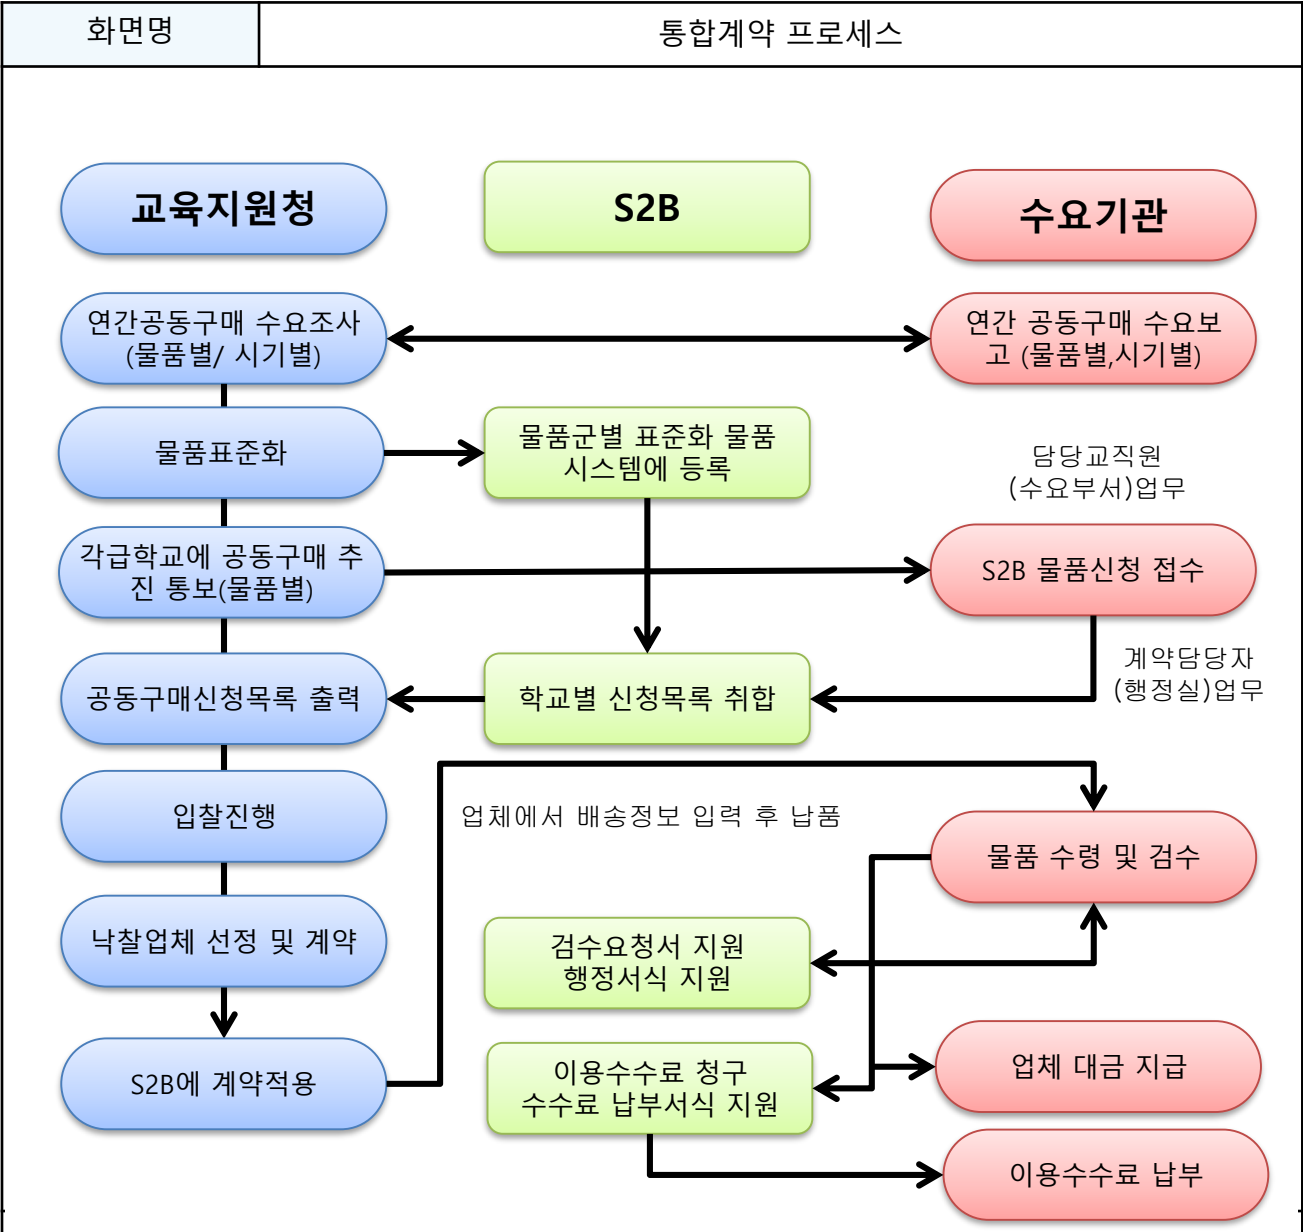 화면명
통합계약 프로세스
교육지원청
S2B
수요기관
연간공동구매 수요조사
(물품별/ 시기별)
연간 공동구매 수요보
고 (물품별,시기별)
물품표준화
물품군별 표준화 물품
시스템에 등록
담당교직원
(수요부서)업무
각급학교에 공동구매 추
진 통보(물품별)
S2B 물품신청 접수
계약담당자
(행정실)업무
공동구매신청목록 출력
학교별 신청목록 취합
입찰진행
업체에서 배송정보 입력 후 납품
물품 수령 및 검수
낙찰업체 선정 및 계약
검수요청서 지원
행정서식 지원
S2B에 계약적용
이용수수료 청구
수수료 납부서식 지원
업체 대금 지급
이용수수료 납부